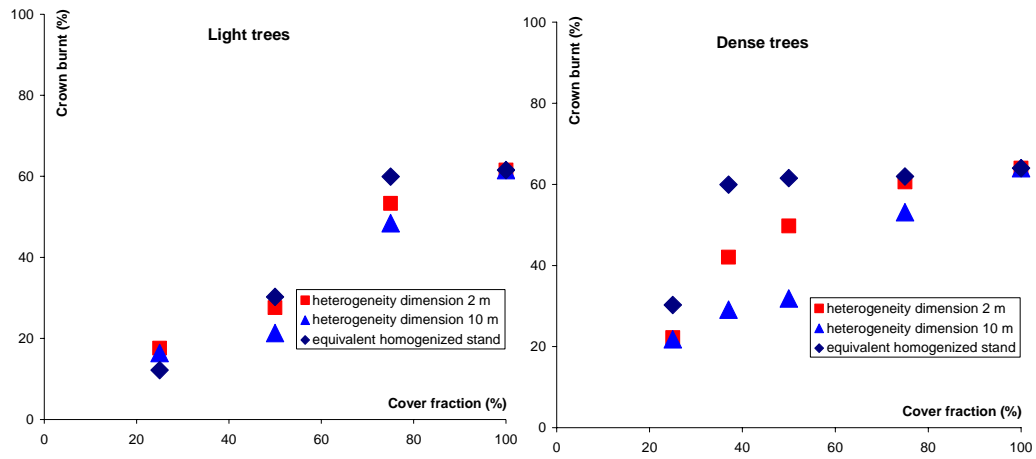 Light trees
Crown burnt (%)
100
80
60
40
20
0
heterogeneity dimension 2 m
heterogeneity dimension 10 m
equivalent homogenized stand
Cover fraction (%)
0 20 40 60 80 100
Dense trees
Crown burnt (%)
100
80
60
40
20
0
heterogeneity dimension 2 m
heterogeneity dimension 10 m
equivalent homogenized stand
Cover fraction (%)
0 20 40 60 80 100